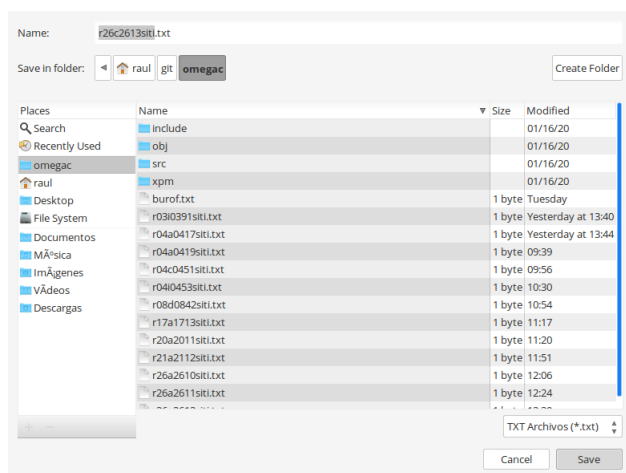 Name: r26c2613siti.txt
Save in folder: raul git omegac Create Folder
Places Name Size Modified
Search include 01/16/20
Recently Used obj 01/16/20
omegac src 01/16/20
raul xpm 01/16/20
Desktop burof.txt 1 byte Tuesday
File System r03i0391siti.txt 1 byte Yesterday at 13:40
Documentos r04a0417siti.txt 1 byte Yesterday at 13:44
MÃºsica r04a0419siti.txt 1 byte 09:39
ImÃ¡genes r04c0451siti.txt 1 byte 09:56
VÃ­deos r04i0453siti.txt 1 byte 10:30
Descargas r08d0842siti.txt 1 byte 10:54
r17a1713siti.txt 1 byte 11:17
r20a2011siti.txt 1 byte 11:20
r21a2112siti.txt 1 byte 11:51
r26a2610siti.txt 1 byte 12:06
r26a2611siti.txt 1 byte 12:24
TXT Archivos (*.txt)
Cancel Save